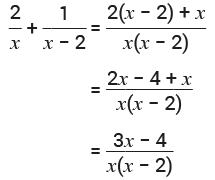 2/x + 1/(x − 2) = (2(x − 2) + x)/(x(x − 2))
= (2x − 4 + x)/(x(x − 2))
= (3x − 4)/(x(x − 2))